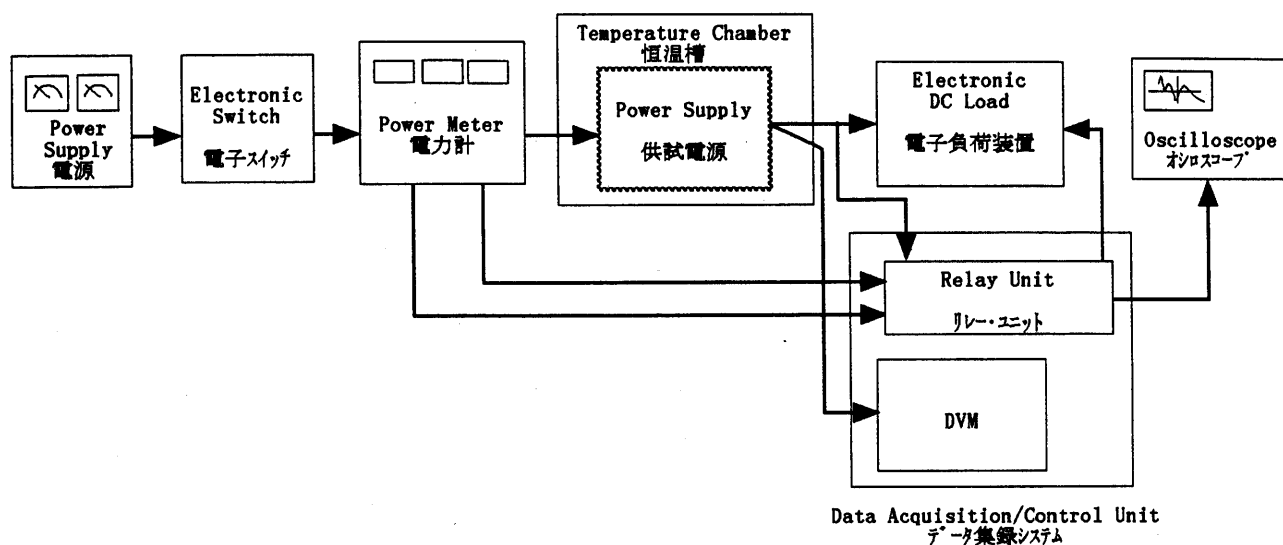 Power
Supply
電源
Electronic
Switch
電子スイッチ
Power Meter
電力計
Temperature Chamber
恒温槽
Power Supply
供試電源
Electronic
DC Load
電子負荷装置
Oscilloscope
オシロスコープ
Relay Unit
リレー・ユニット
DVM
Data Acquisition/Control Unit
データ集録システム